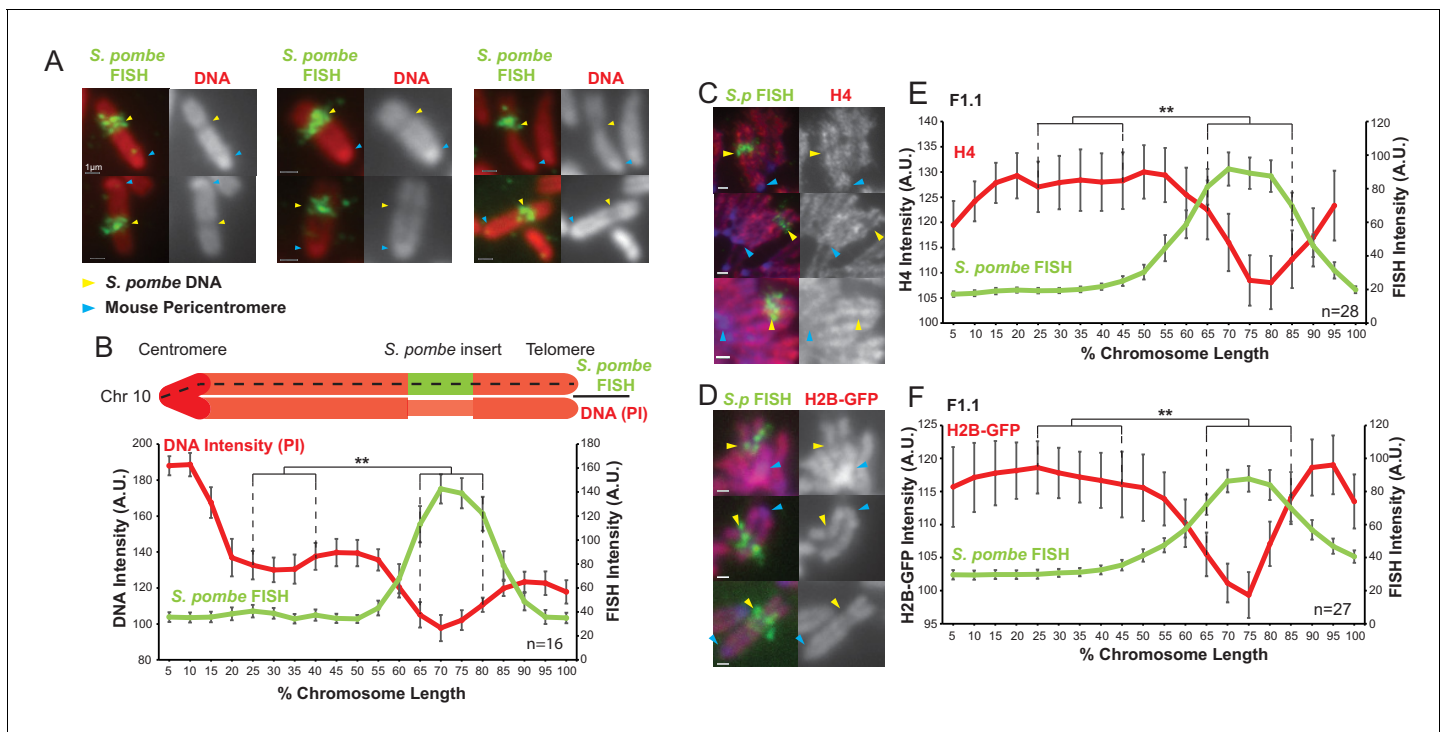 A
S. pombe FISH DNA
S. pombe FISH DNA
S. pombe FISH DNA
1μm
S. pombe DNA
Mouse Pericentromere
B
Centromere S. pombe insert Telomere
Chr 10
S. pombe FISH
DNA (PI)
DNA Intensity (PI)
**
S. pombe FISH
n=16
DNA Intensity (A.U.)
200
180
160
140
120
100
80
FISH Intensity (A.U.)
180
160
140
120
100
80
60
40
20
0
5 10 15 20 25 30 35 40 45 50 55 60 65 70 75 80 85 90 95 100
% Chromosome Length
C
S.p FISH H4
D
S.p FISH H2B-GFP
E
F1.1
**
H4
S. pombe FISH
n=28
H4 Intensity (A.U.)
140
135
130
125
120
115
110
105
100
FISH Intensity (A.U.)
120
100
80
60
40
20
0
5 10 15 20 25 30 35 40 45 50 55 60 65 70 75 80 85 90 95 100
% Chromosome Length
F
F1.1
**
H2B-GFP
S. pombe FISH
n=27
H2B-GFP Intensity (A.U.)
125
120
115
110
105
100
95
FISH Intensity (A.U.)
120
100
80
60
40
20
0
5 10 15 20 25 30 35 40 45 50 55 60 65 70 75 80 85 90 95 100
% Chromosome Length